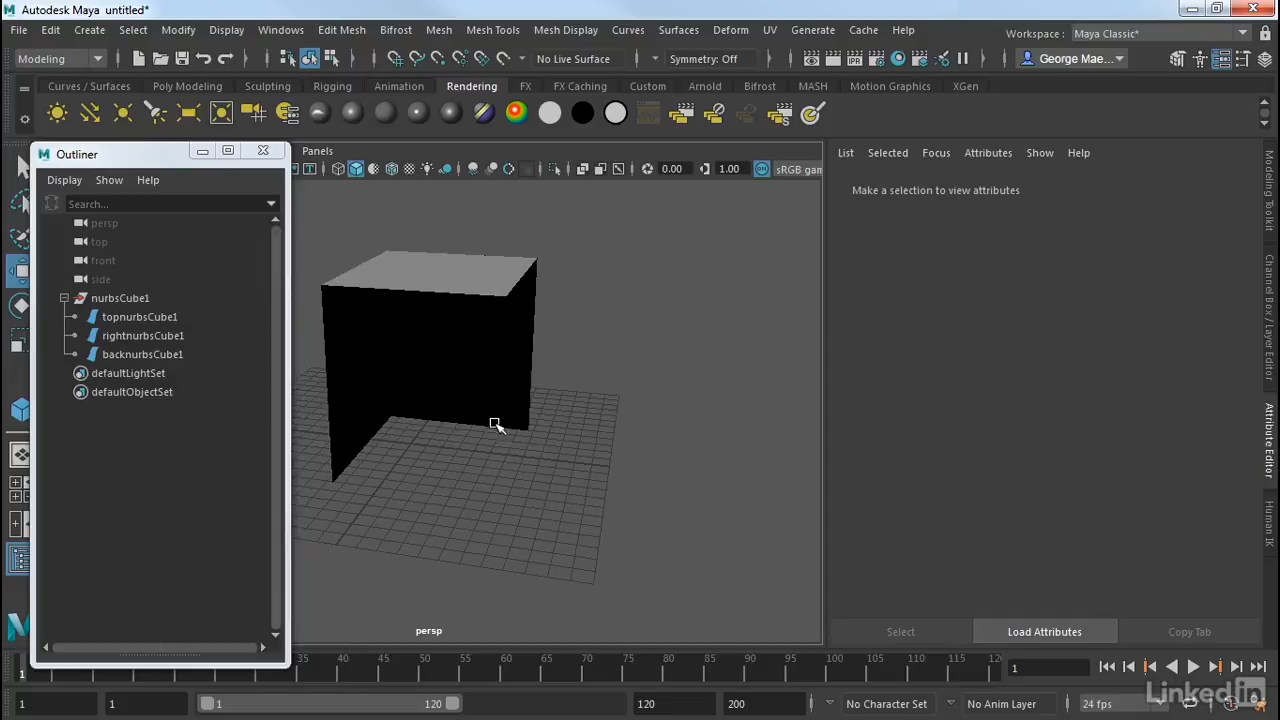 Autodesk Maya untitled*
File Edit Create Select Modify Display Windows Edit Mesh Bifrost Mesh Mesh Tools Mesh Display Curves Surfaces Deform UV Generate Cache Help Workspace : Maya Classic*
Modeling No Live Surface Symmetry: Off IPR George Mae...
Curves / Surfaces Poly Modeling Sculpting Rigging Animation Rendering FX FX Caching Custom Arnold Bifrost MASH Motion Graphics XGen
Outliner
Panels
List Selected Focus Attributes Show Help
Display Show Help
0.00 1.00 sRGB gam
Make a selection to view attributes
Search...
persp
top
front
side
nurbsCube1
topnurbsCube1
rightnurbsCube1
backnurbsCube1
defaultLightSet
defaultObjectSet
Modeling Toolkit
Channel Box / Layer Editor
Attribute Editor
Human IK
persp
Select Load Attributes Copy Tab
1 35 40 45 50 55 60 65 70 75 80 85 90 95 100 105 110 115 120 1
1 1 1 120 120 200 No Character Set No Anim Layer 24 fps
LinkedIn